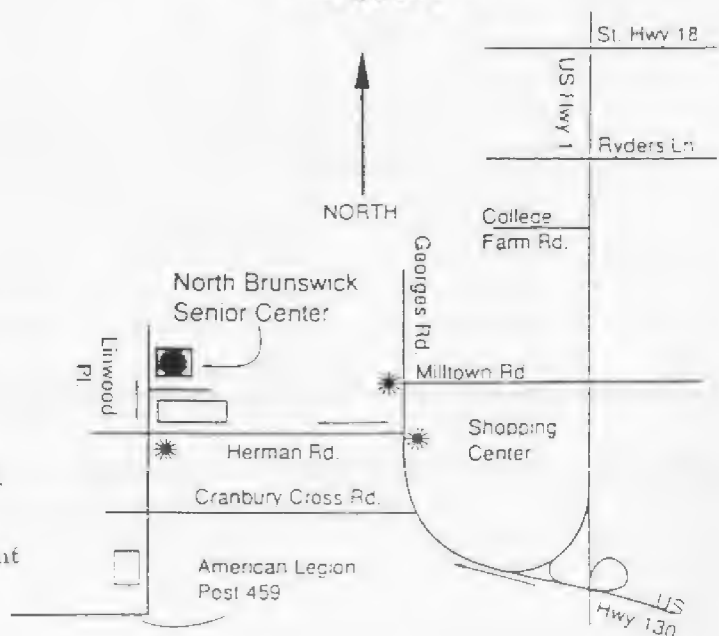 St. Hwy 18
US Hwy 1
Ryders Ln
NORTH
College
Farm Rd.
Georges Rd.
North Brunswick
Senior Center
Linwood
Pl.
Milltown Rd
Shopping
Center
Herman Rd.
Cranbury Cross Rd.
American Legion
Post 459
US
Hwy 130